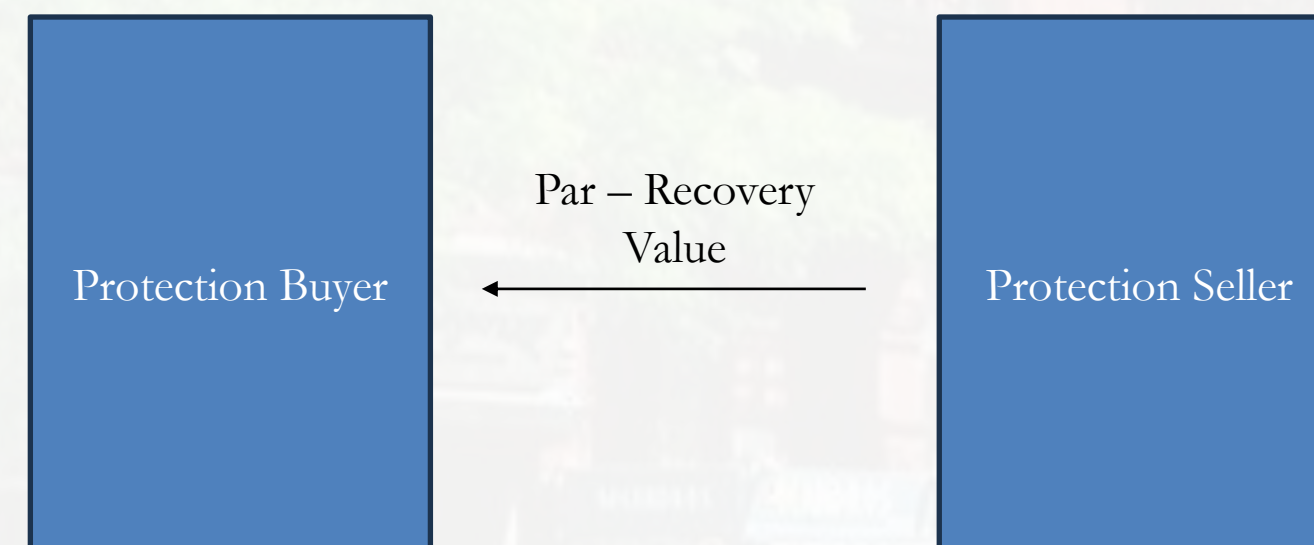 Protection Buyer
Par – Recovery
Value
Protection Seller